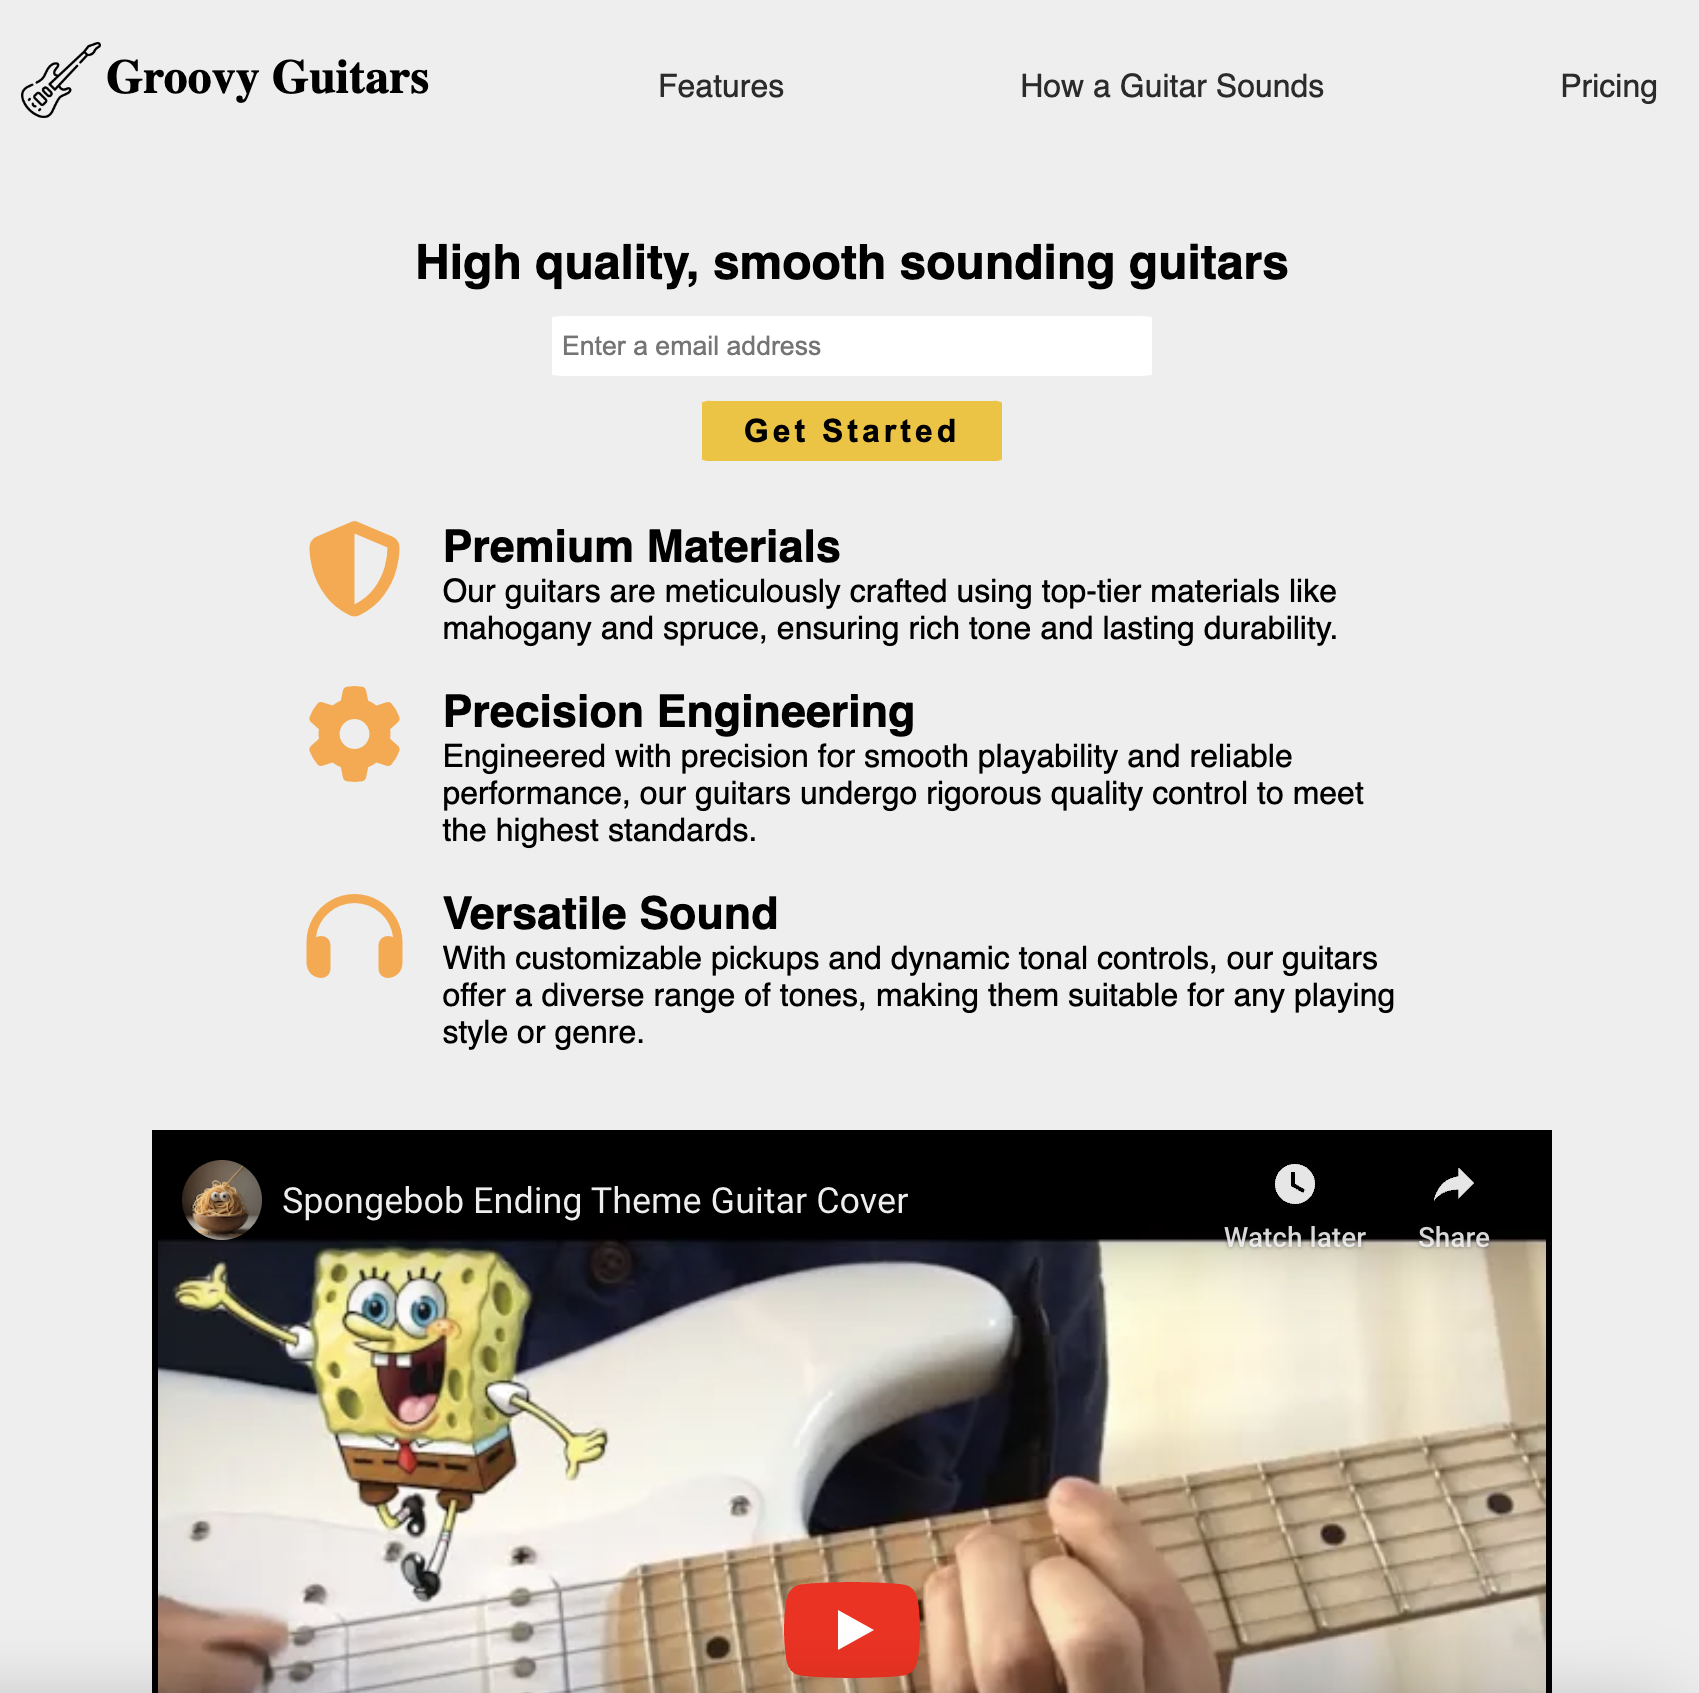 Groovy Guitars
Features
How a Guitar Sounds
Pricing
High quality, smooth sounding guitars
Enter a email address
Get Started
Premium Materials
Our guitars are meticulously crafted using top-tier materials like
mahogany and spruce, ensuring rich tone and lasting durability.
Precision Engineering
Engineered with precision for smooth playability and reliable
performance, our guitars undergo rigorous quality control to meet
the highest standards.
Versatile Sound
With customizable pickups and dynamic tonal controls, our guitars
offer a diverse range of tones, making them suitable for any playing
style or genre.
Spongebob Ending Theme Guitar Cover
Watch later
Share